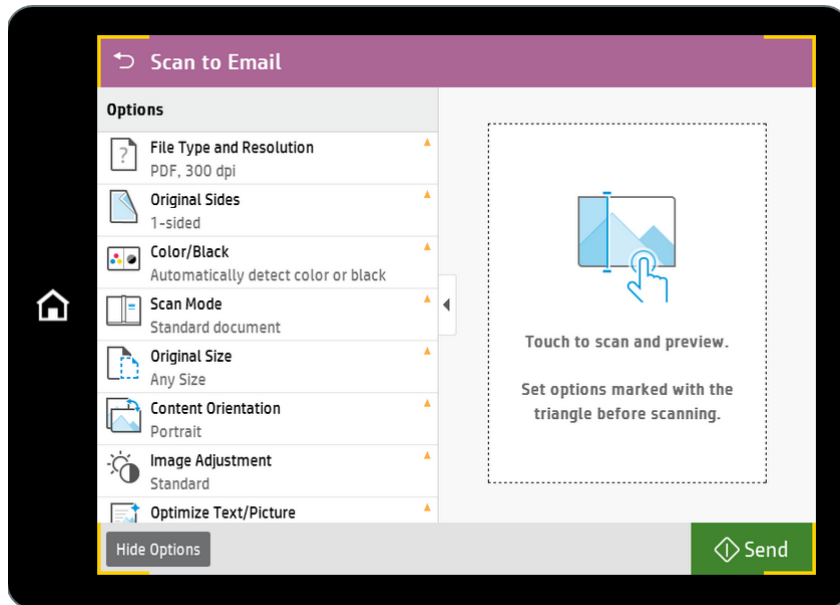 Scan to Email
Options
File Type and Resolution
PDF, 300 dpi
Original Sides
1-sided
Color/Black
Automatically detect color or black
Scan Mode
Standard document
Original Size
Any Size
Content Orientation
Portrait
Image Adjustment
Standard
Optimize Text/Picture
Touch to scan and preview.
Set options marked with the
triangle before scanning.
Hide Options
Send